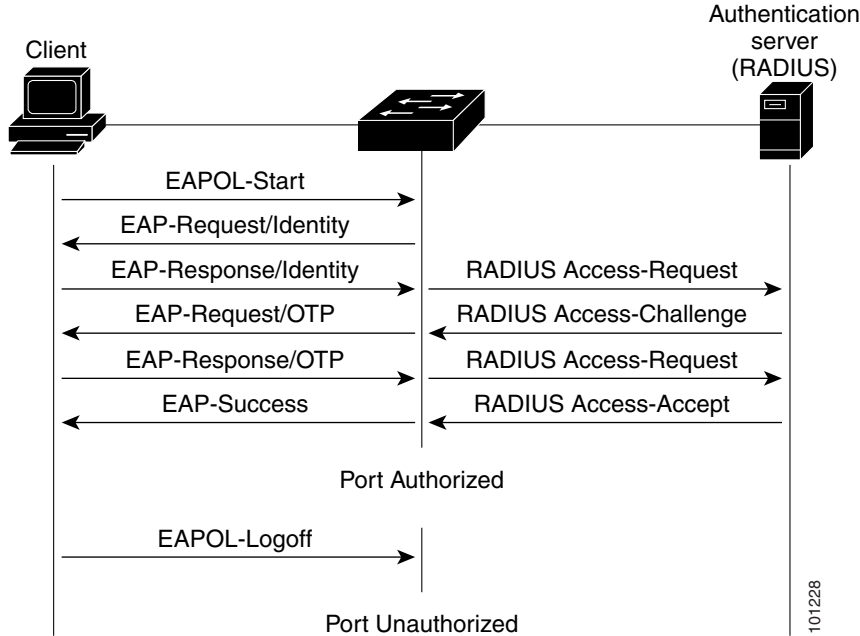 Client
Authentication
server
(RADIUS)
EAPOL-Start
EAP-Request/Identity
EAP-Response/Identity
RADIUS Access-Request
EAP-Request/OTP
RADIUS Access-Challenge
EAP-Response/OTP
RADIUS Access-Request
EAP-Success
RADIUS Access-Accept
Port Authorized
EAPOL-Logoff
Port Unauthorized
101228